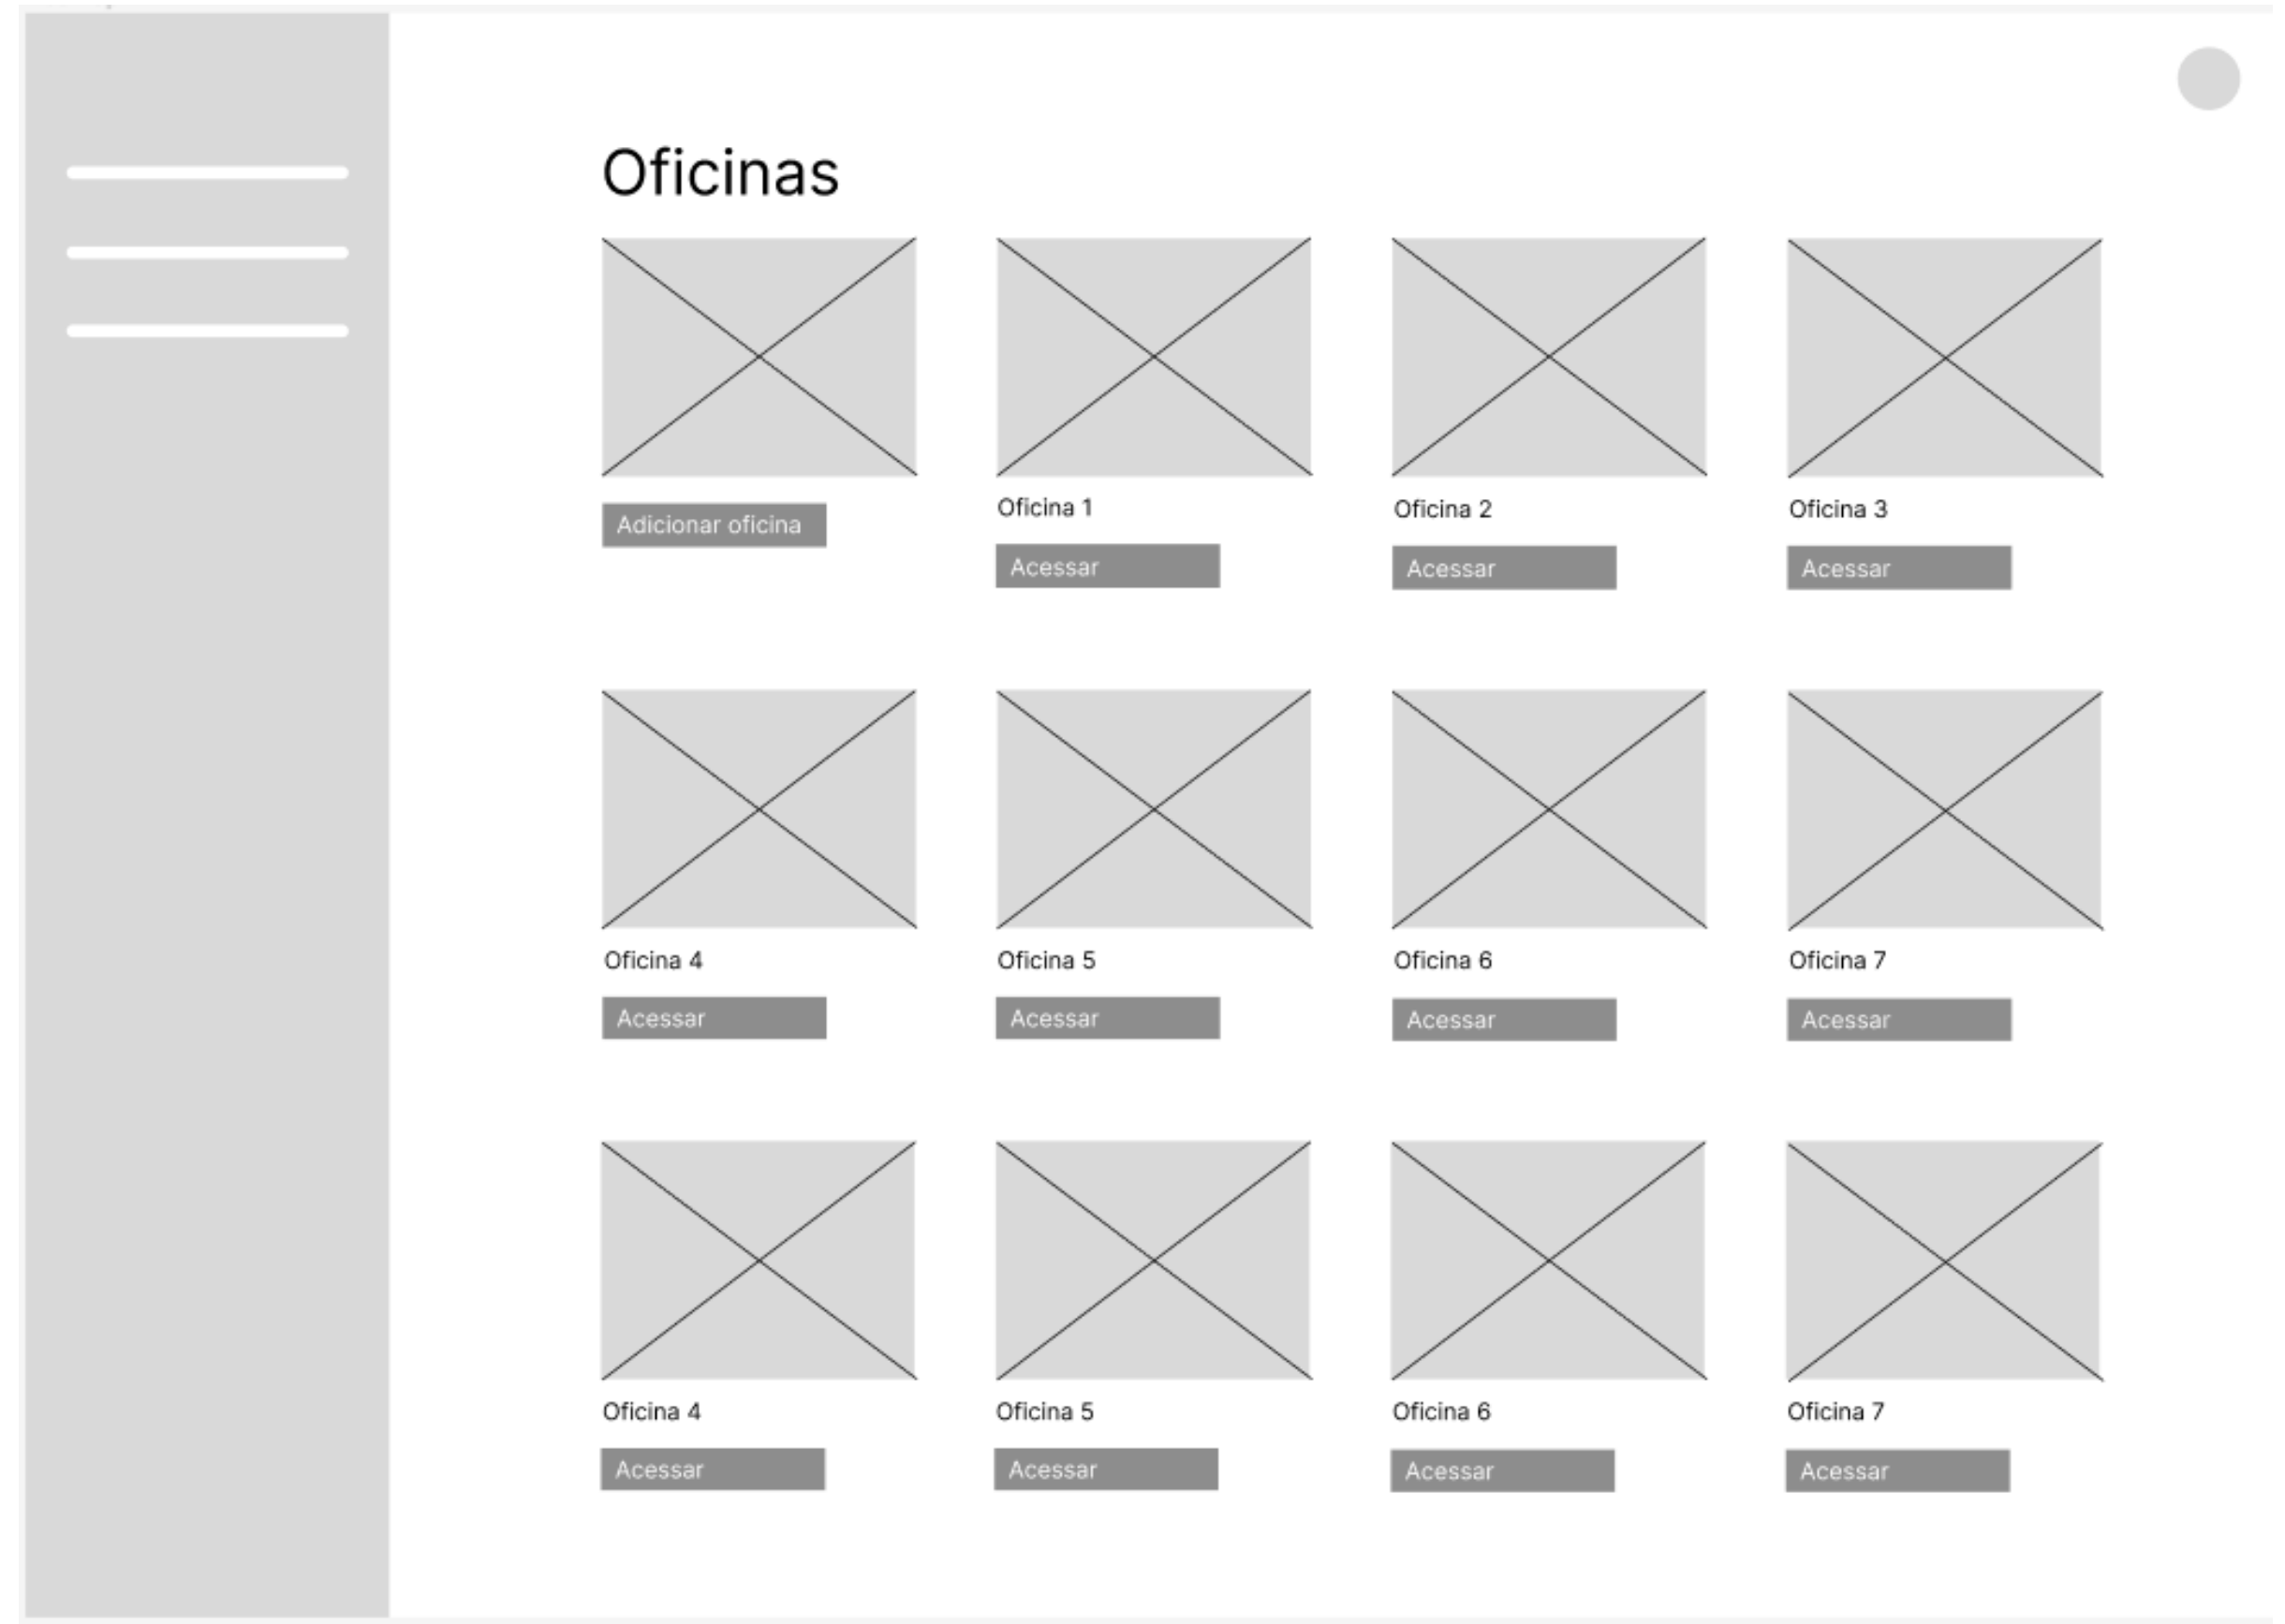 Oficinas
Adicionar oficina
Oficina 1
Acessar
Oficina 2
Acessar
Oficina 3
Acessar
Oficina 4
Acessar
Oficina 5
Acessar
Oficina 6
Acessar
Oficina 7
Acessar
Oficina 4
Acessar
Oficina 5
Acessar
Oficina 6
Acessar
Oficina 7
Acessar